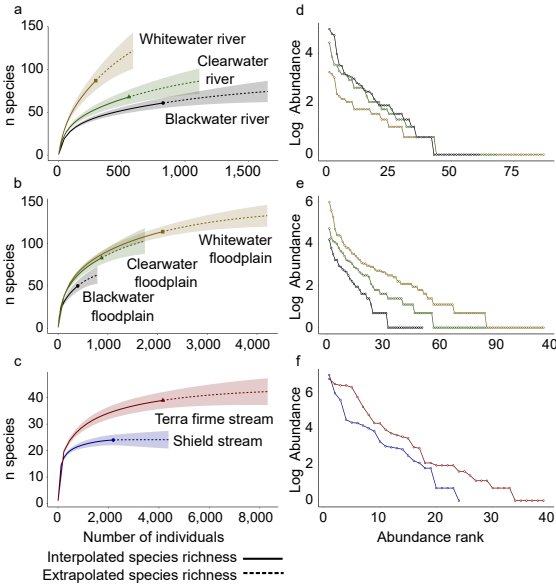 a
n species
150
100
50
0
0
500
1,000
1,500
Whitewater river
Clearwater
river
Blackwater river
d
Log Abundance
4
2
0
0
25
50
75
b
n species
150
100
50
0
0
1,000
2,000
3,000
4,000
Whitewater
floodplain
Clearwater
floodplain
Blackwater
floodplain
e
Log Abundance
6
4
2
0
0
30
60
90
40
c
n species
40
30
20
10
0
0
2,000
4,000
6,000
8,000
Terra firme stream
Shield stream
Number of individuals
f
Log Abundance
6
4
2
0
0
10
20
30
40
Abundance rank
Interpolated species richness
Extrapolated species richness